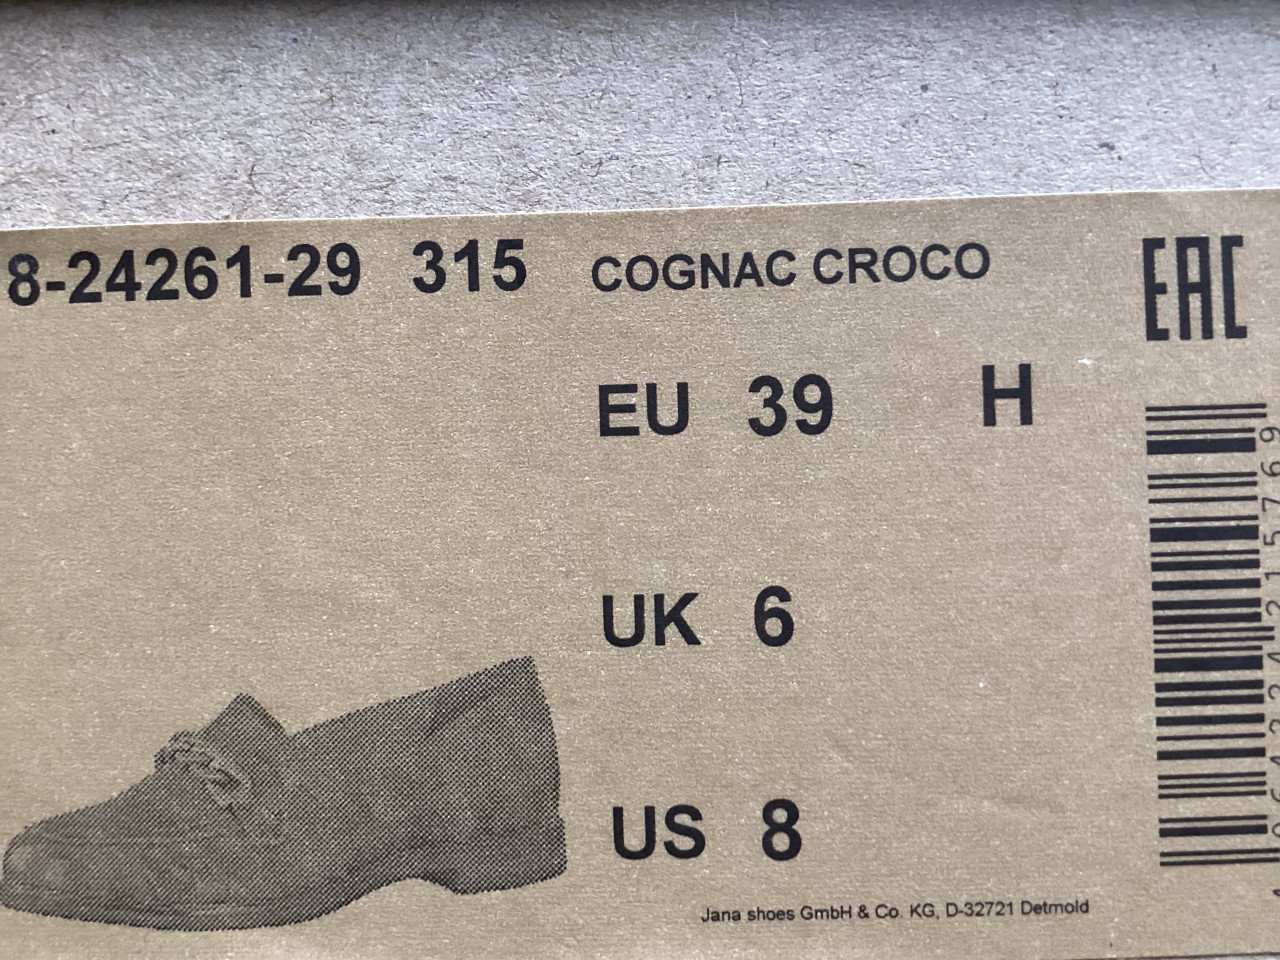 8-24261-29 315 COGNAC CROCO
EAC
EU 39 H
UK 6
US 8
Jana shoes GmbH & Co. KG, D-32721 Detmold